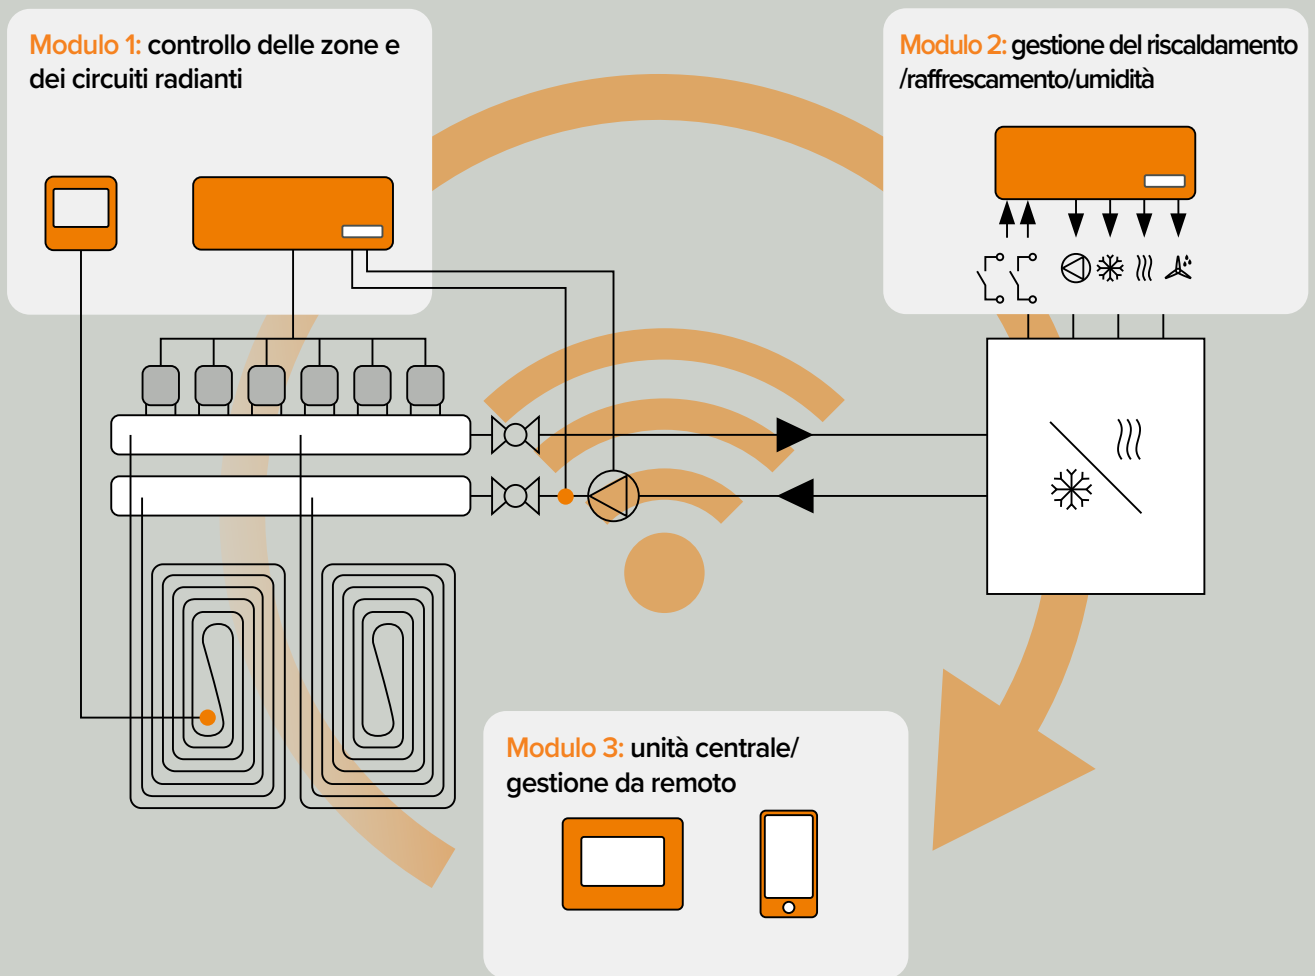 Modulo 1: controllo delle zone e
dei circuiti radianti
Modulo 2: gestione del riscaldamento
/raffrescamento/umidità
Modulo 3: unità centrale/
gestione da remoto